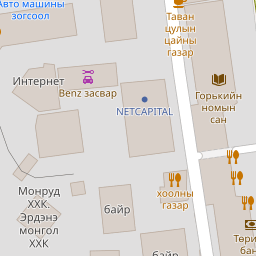 Авто машины
зогсоол
Таван
цулын
цайны
газар
Интернет
Benz засвар
Горькийн
номын
сан
NETCAPITAL
хоолны
газар
Монруд
ХХК.
Эрдэнэ
монгол
ХХК
байр
байр